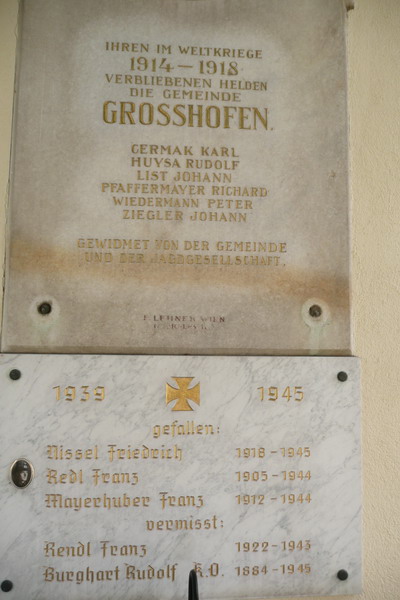 IHREN IM WELTKRIEGE
1914–1918
VERBLIEBENEN HELDEN
DIE GEMEINDE
GROSSHOFEN.
CERMAK KARL
HUYSA RUDOLF
LIST JOHANN
PFAFFERMAYER RICHARD
WIEDERMANN PETER
ZIEGLER JOHANN
GEWIDMET VON DER GEMEINDE
UND DER JAGDGESELLSCHAFT.
LEHNER WIEN
1939 1945
gefallen:
Nissel Friedrich 1918-1945
Redl Franz 1905-1944
Mayerhuber Franz 1912-1944
vermisst:
Rendl Franz 1922-1943
Burghart Rudolf K.O. 1884-1945